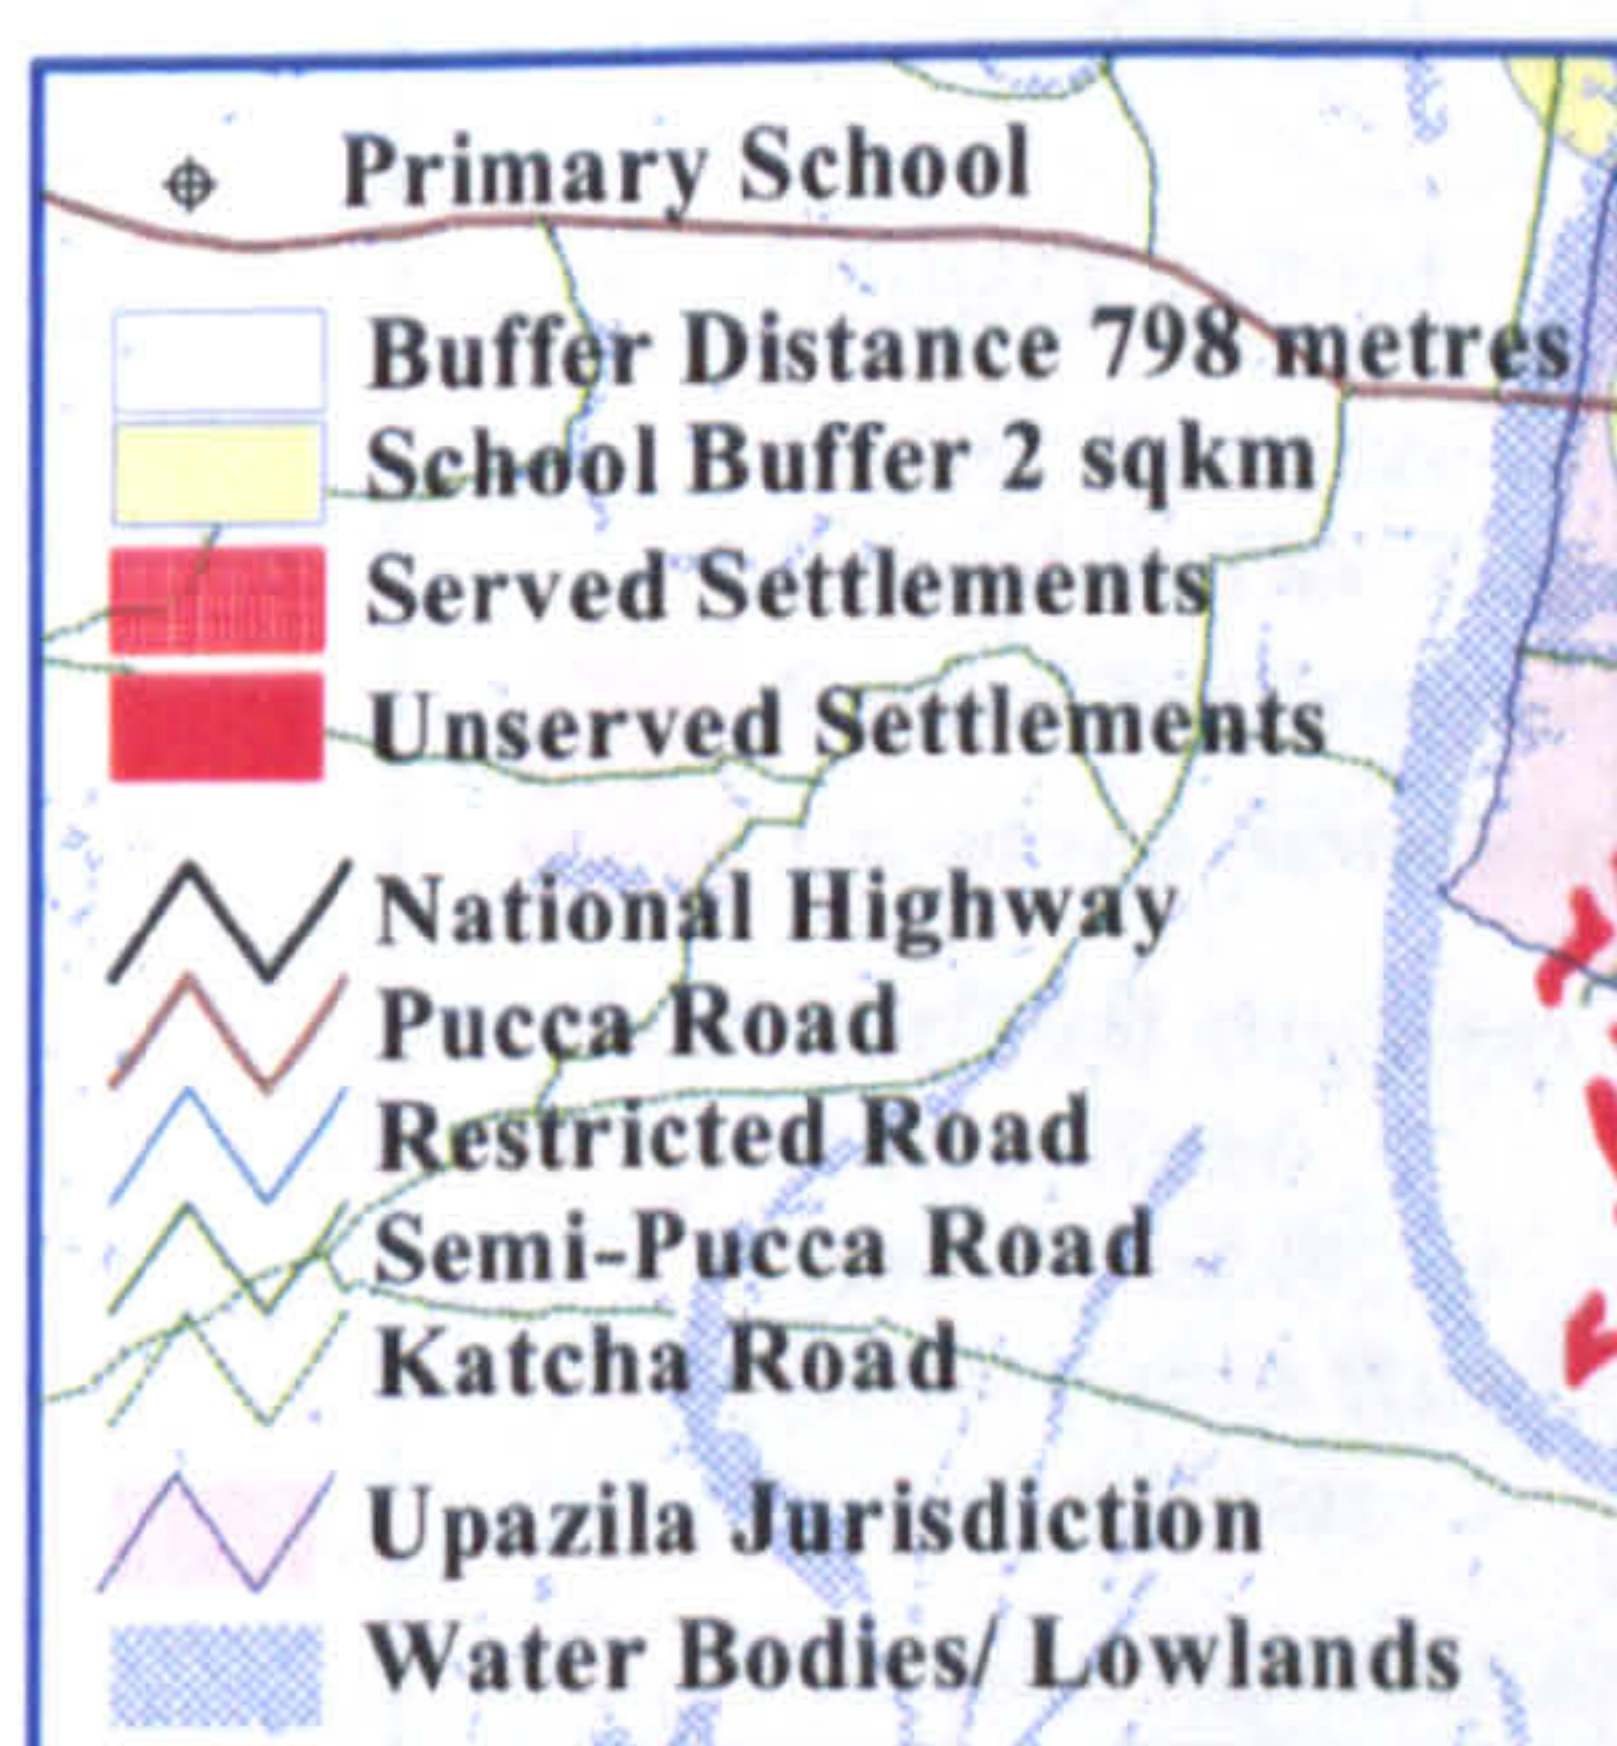 Primary School
Buffer Distance 798 metres
School Buffer 2 sqkm
Served Settlements
Unserved Settlements
National Highway
Pucca Road
Restricted Road
Semi-Pucca Road
Katcha Road
Upazila Jurisdiction
Water Bodies/ Lowlands